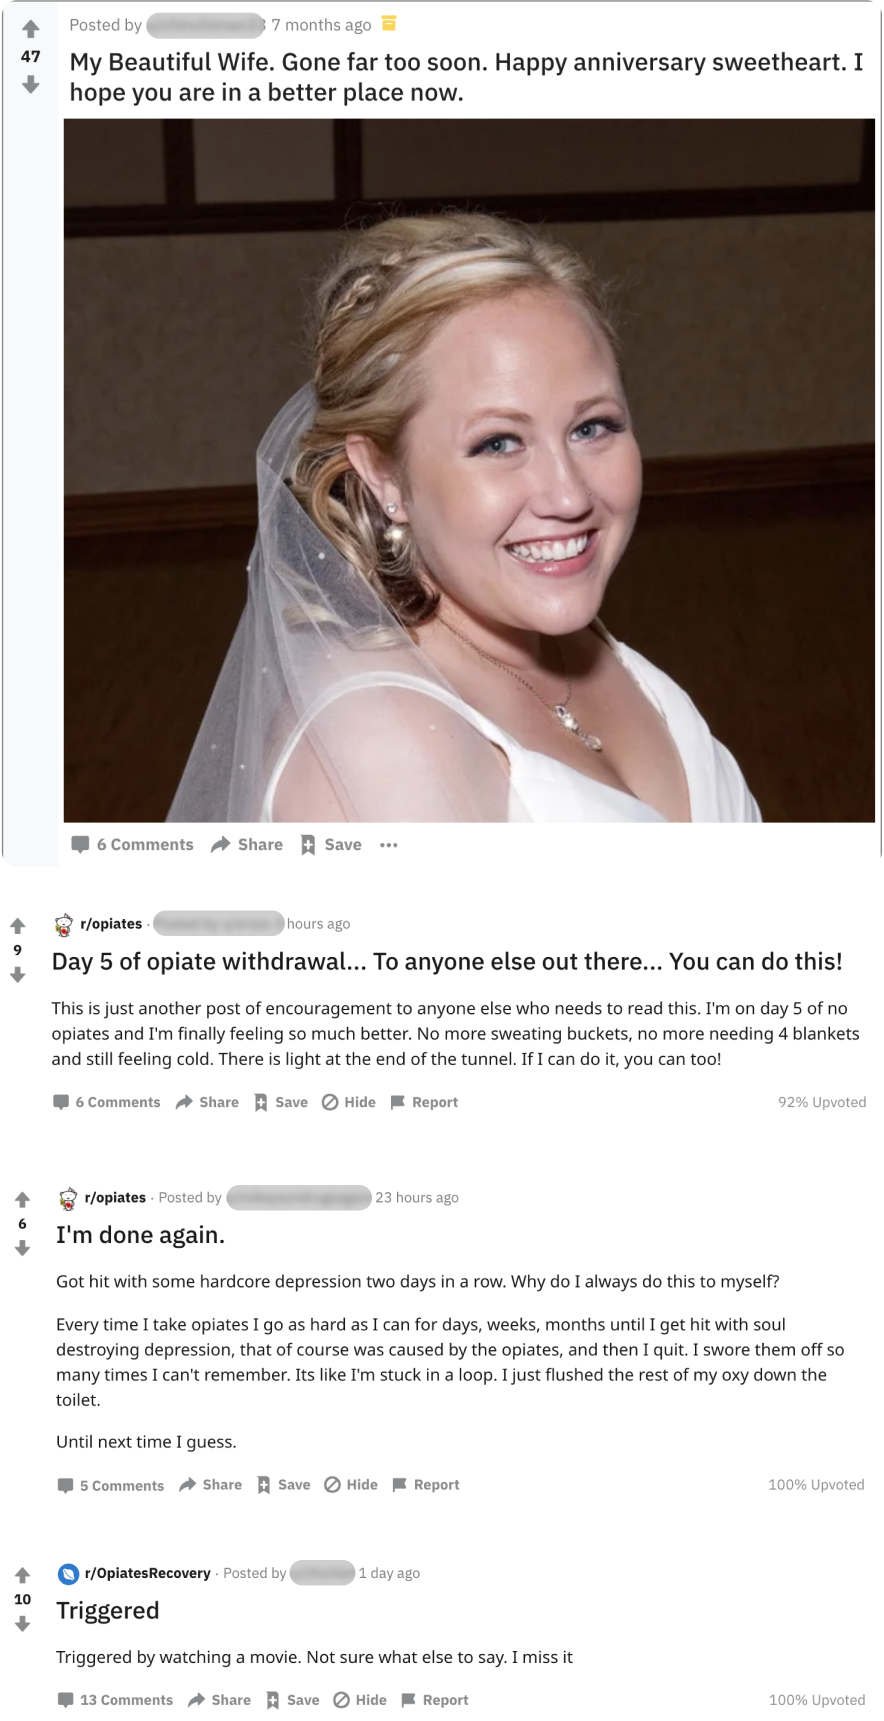 Posted by 7 months ago
47
My Beautiful Wife. Gone far too soon. Happy anniversary sweetheart. I
hope you are in a better place now.
6 Comments Share Save
r/opiates · hours ago
9
Day 5 of opiate withdrawal... To anyone else out there... You can do this!
This is just another post of encouragement to anyone else who needs to read this. I'm on day 5 of no
opiates and I'm finally feeling so much better. No more sweating buckets, no more needing 4 blankets
and still feeling cold. There is light at the end of the tunnel. If I can do it, you can too!
6 Comments Share Save Hide Report 92% Upvoted
r/opiates · Posted by 23 hours ago
6
I'm done again.
Got hit with some hardcore depression two days in a row. Why do I always do this to myself?
Every time I take opiates I go as hard as I can for days, weeks, months until I get hit with soul
destroying depression, that of course was caused by the opiates, and then I quit. I swore them off so
many times I can't remember. Its like I'm stuck in a loop. I just flushed the rest of my oxy down the
toilet.
Until next time I guess.
5 Comments Share Save Hide Report 100% Upvoted
r/OpiatesRecovery · Posted by 1 day ago
10
Triggered
Triggered by watching a movie. Not sure what else to say. I miss it
13 Comments Share Save Hide Report 100% Upvoted